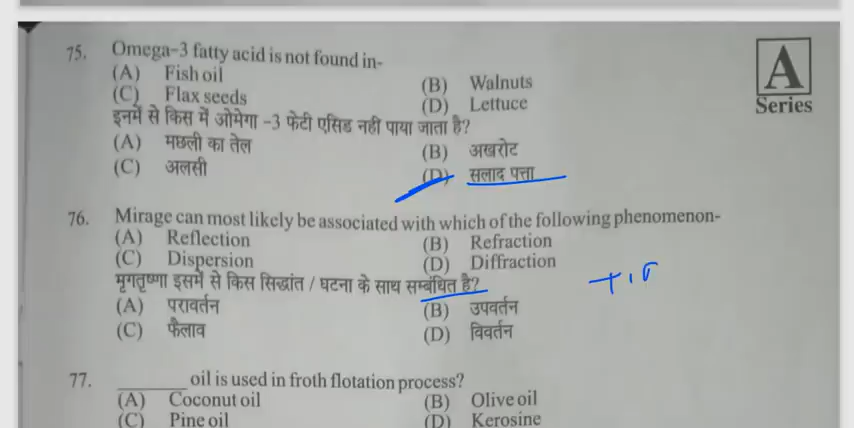 75. Omega-3 fatty acid is not found in-
(A) Fish oil (B) Walnuts
(C) Flax seeds (D) Lettuce
इनमें से किस में ओमेगा -3 फेटी एसिड नही पाया जाता है?
(A) मछली का तेल (B) अखरोट
(C) अलसी (D) सलाद पत्ता
A
Series
76. Mirage can most likely be associated with which of the following phenomenon-
(A) Reflection (B) Refraction
(C) Dispersion (D) Diffraction
मृगतृष्णा इसमें से किस सिद्धांत / घटना के साथ सम्बंधित है?
(A) परावर्तन (B) उपवर्तन
(C) फैलाव (D) विवर्तन
77. ______ oil is used in froth flotation process?
(A) Coconut oil (B) Olive oil
(C) Pine oil (D) Kerosine